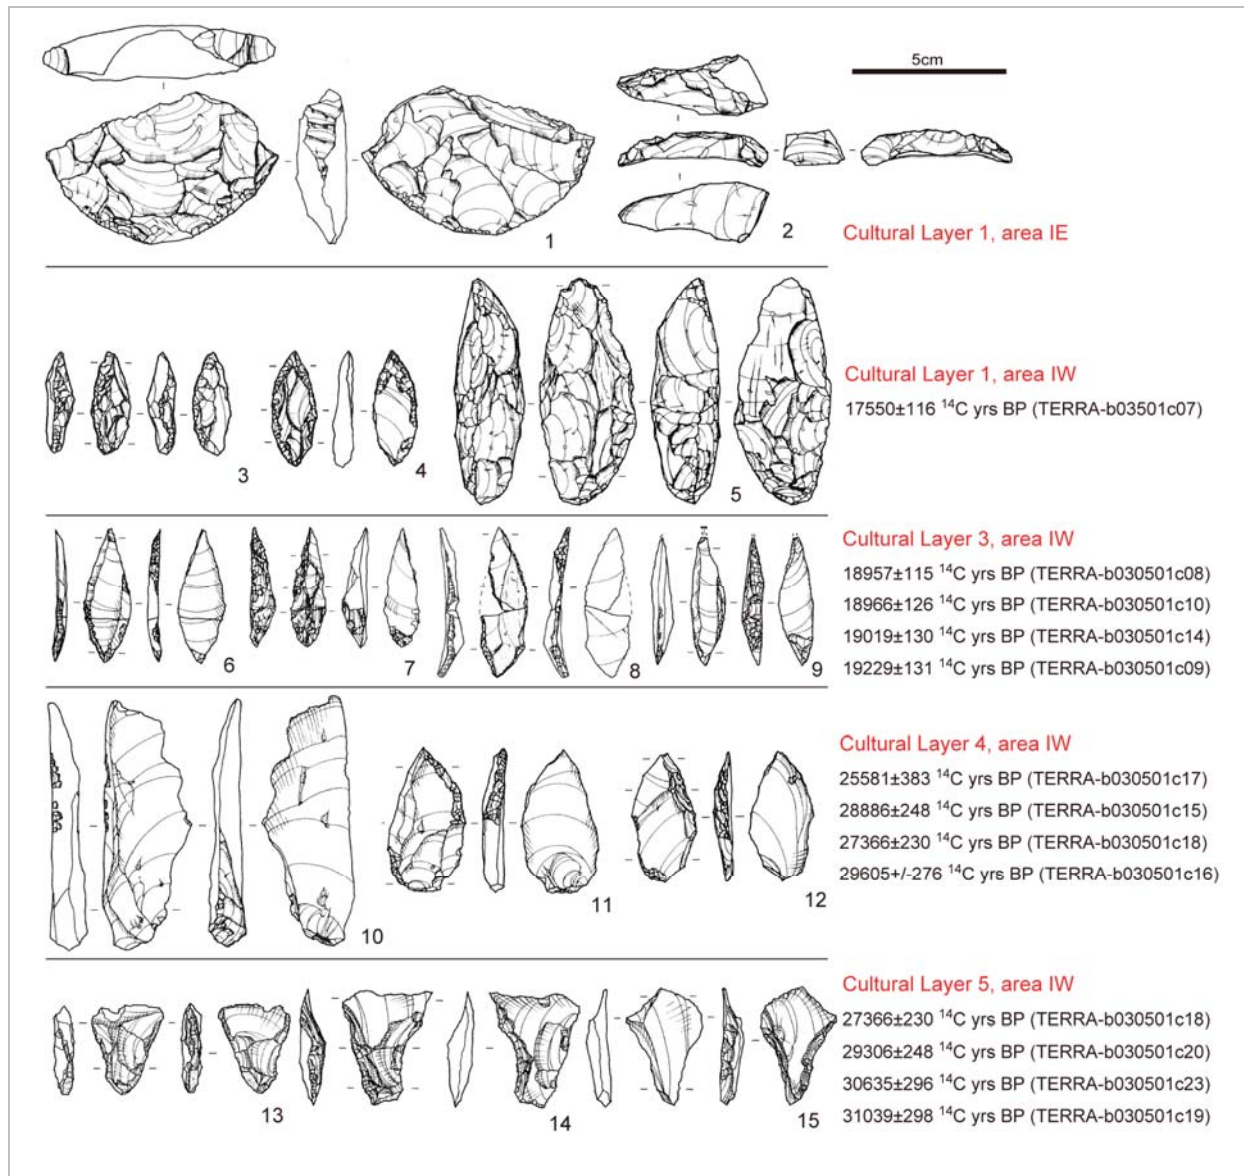 5cm
1
2
Cultural Layer 1, area IE
3
4
5
Cultural Layer 1, area IW
17550±116 ¹⁴C yrs BP (TERRA-b03501c07)
6
7
8
9
Cultural Layer 3, area IW
18957±115 ¹⁴C yrs BP (TERRA-b030501c08)
18966±126 ¹⁴C yrs BP (TERRA-b030501c10)
19019±130 ¹⁴C yrs BP (TERRA-b030501c14)
19229±131 ¹⁴C yrs BP (TERRA-b030501c09)
10
11
12
Cultural Layer 4, area IW
25581±383 ¹⁴C yrs BP (TERRA-b030501c17)
28886±248 ¹⁴C yrs BP (TERRA-b030501c15)
27366±230 ¹⁴C yrs BP (TERRA-b030501c18)
29605+/-276 ¹⁴C yrs BP (TERRA-b030501c16)
13
14
15
Cultural Layer 5, area IW
27366±230 ¹⁴C yrs BP (TERRA-b030501c18)
29306±248 ¹⁴C yrs BP (TERRA-b030501c20)
30635±296 ¹⁴C yrs BP (TERRA-b030501c23)
31039±298 ¹⁴C yrs BP (TERRA-b030501c19)